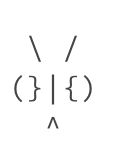 \ /
(}|{)
^